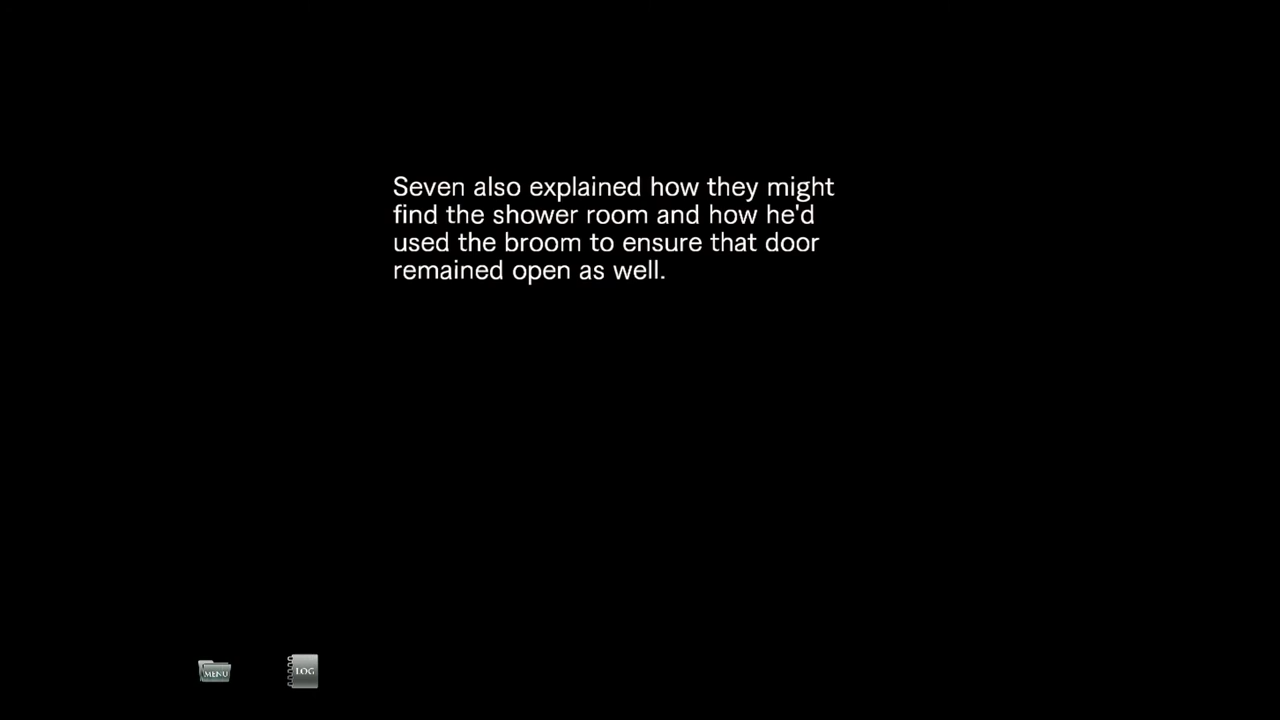 Seven also explained how they might
find the shower room and how he'd
used the broom to ensure that door
remained open as well.
MENU
LOG